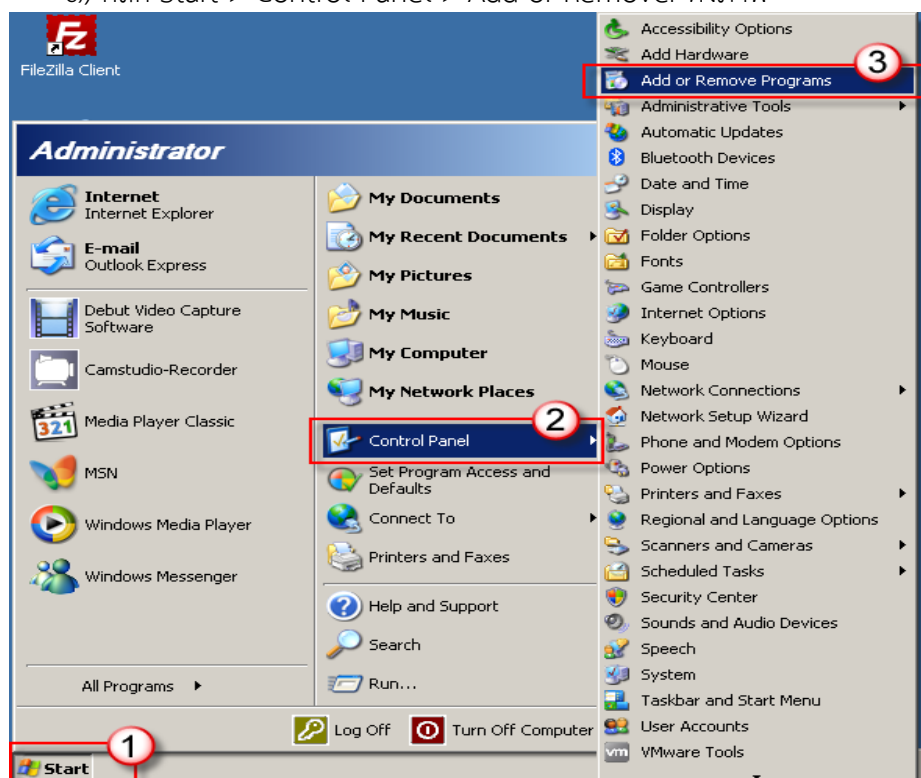 Start > Control Panel > Add or Remover
FileZilla Client
Administrator
Internet
Internet Explorer
E-mail
Outlook Express
Debut Video Capture
Software
Camstudio-Recorder
Media Player Classic
MSN
Windows Media Player
Windows Messenger
All Programs
My Documents
My Recent Documents
My Pictures
My Music
My Computer
My Network Places
2
Control Panel
Set Program Access and
Defaults
Connect To
Printers and Faxes
Help and Support
Search
Run...
Log Off
Turn Off Computer
1
Start
Accessibility Options
Add Hardware
3
Add or Remove Programs
Administrative Tools
Automatic Updates
Bluetooth Devices
Date and Time
Display
Folder Options
Fonts
Game Controllers
Internet Options
Keyboard
Mouse
Network Connections
Network Setup Wizard
Phone and Modem Options
Power Options
Printers and Faxes
Regional and Language Options
Scanners and Cameras
Scheduled Tasks
Security Center
Sounds and Audio Devices
Speech
System
Taskbar and Start Menu
User Accounts
VMware Tools